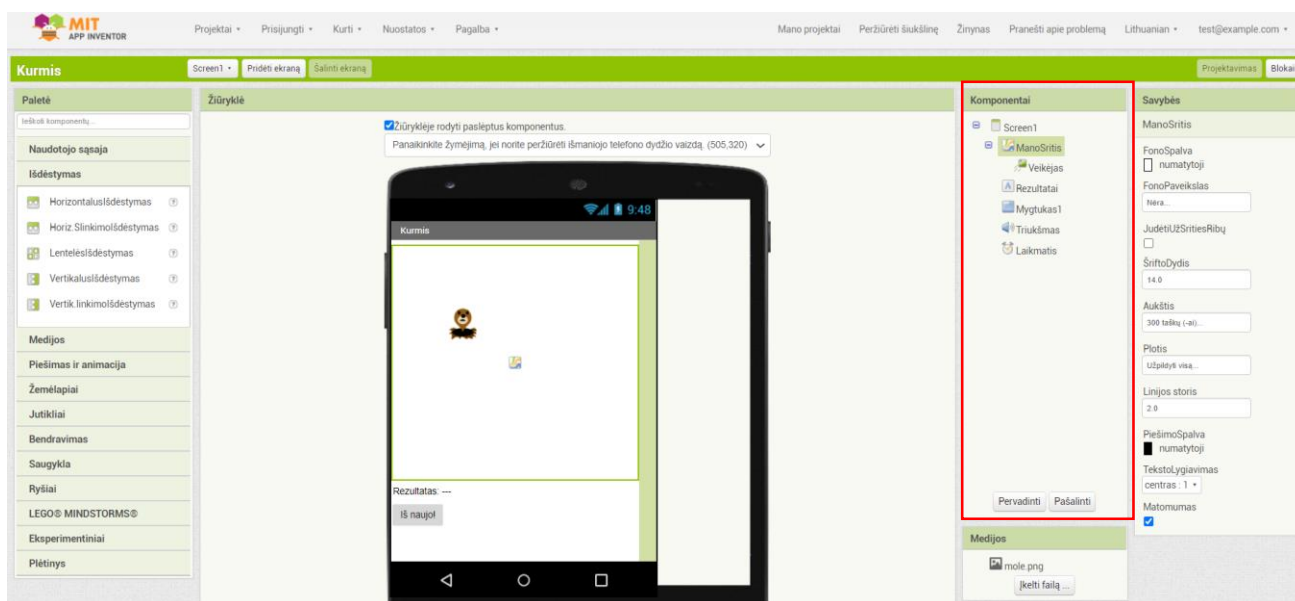 MIT
APP INVENTOR
Projektai
Prisijungti
Kurti
Nuostatos
Pagalba
Mano projektai
Peržiūrėti šiukšlinę
Žinynas
Pranešti apie problemą
Lithuanian
test@example.com
Kurmis
Screen1
Pridėti ekraną
Šalinti ekraną
Projektavimas
Blokai
Paletė
Ieškoti komponentų...
Naudotojo sąsaja
Išdėstymas
HorizontalusIšdėstymas
Horiz.SlinkimoIšdėstymas
LentelėsIšdėstymas
VertikalusIšdėstymas
Vertik.linkimoIšdėstymas
Medijos
Piešimas ir animacija
Žemėlapiai
Jutikliai
Bendravimas
Saugykla
Ryšiai
LEGO® MINDSTORMS®
Eksperimentiniai
Plėtinys
Žiūryklė
Žiūryklėje rodyti paslėptus komponentus.
Panaikinkite žymėjimą, jei norite peržiūrėti išmaniojo telefono dydžio vaizdą. (505,320)
9:48
Kurmis
Rezultatas: ---
Iš naujo!
Komponentai
Screen1
ManoSritis
Veikėjas
Rezultatai
Mygtukas1
Triukšmas
Laikmatis
Pervadinti
Pašalinti
Medijos
mole.png
Įkelti failą ...
Savybės
ManoSritis
FonoSpalva
numatytoji
FonoPaveikslas
Nėra...
JudėtiUžSritiesRibų
ŠriftoDydis
14.0
Aukštis
300 taškų (-ai)...
Plotis
Užpildyti visą...
Linijos storis
2.0
PiešimoSpalva
numatytoji
TekstoLygiavimas
centras : 1
Matomumas